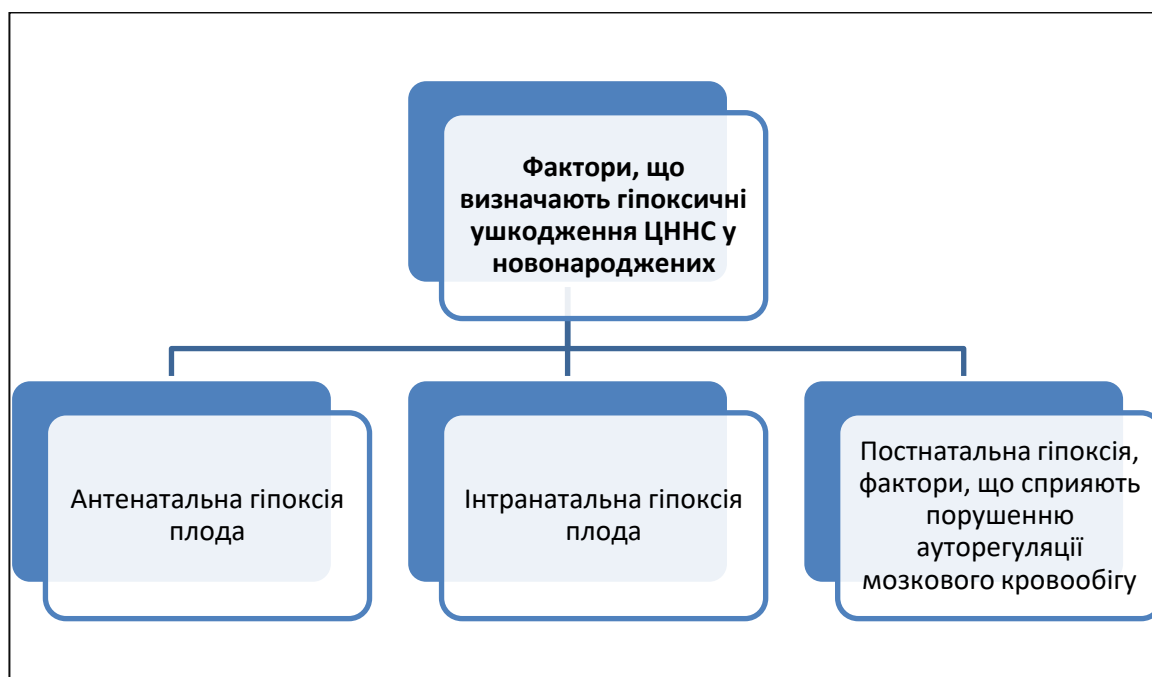 Фактори, що
визначають гіпоксичні
ушкодження ЦННС у
новонароджених
Антенатальна гіпоксія
плода
Інтранатальна гіпоксія
плода
Постнатальна гіпоксія,
фактори, що сприяють
порушенню
ауторегуляції
мозкового кровообігу